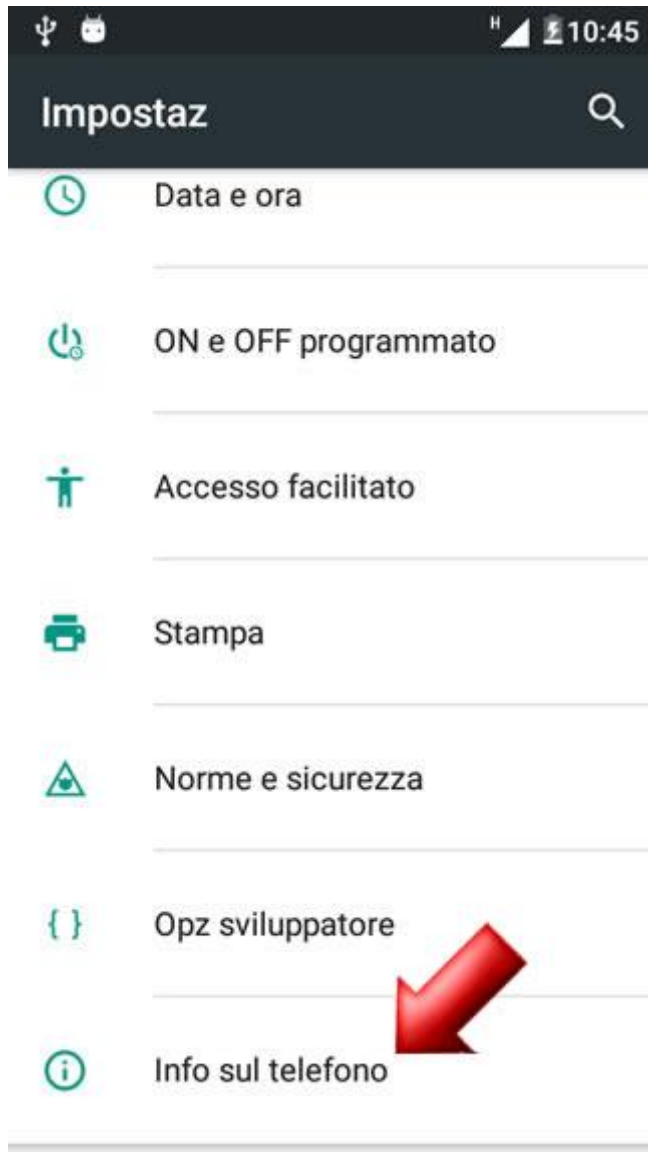 H 10:45
Impostaz
Data e ora
ON e OFF programmato
Accesso facilitato
Stampa
Norme e sicurezza
{ } Opz sviluppatore
Info sul telefono